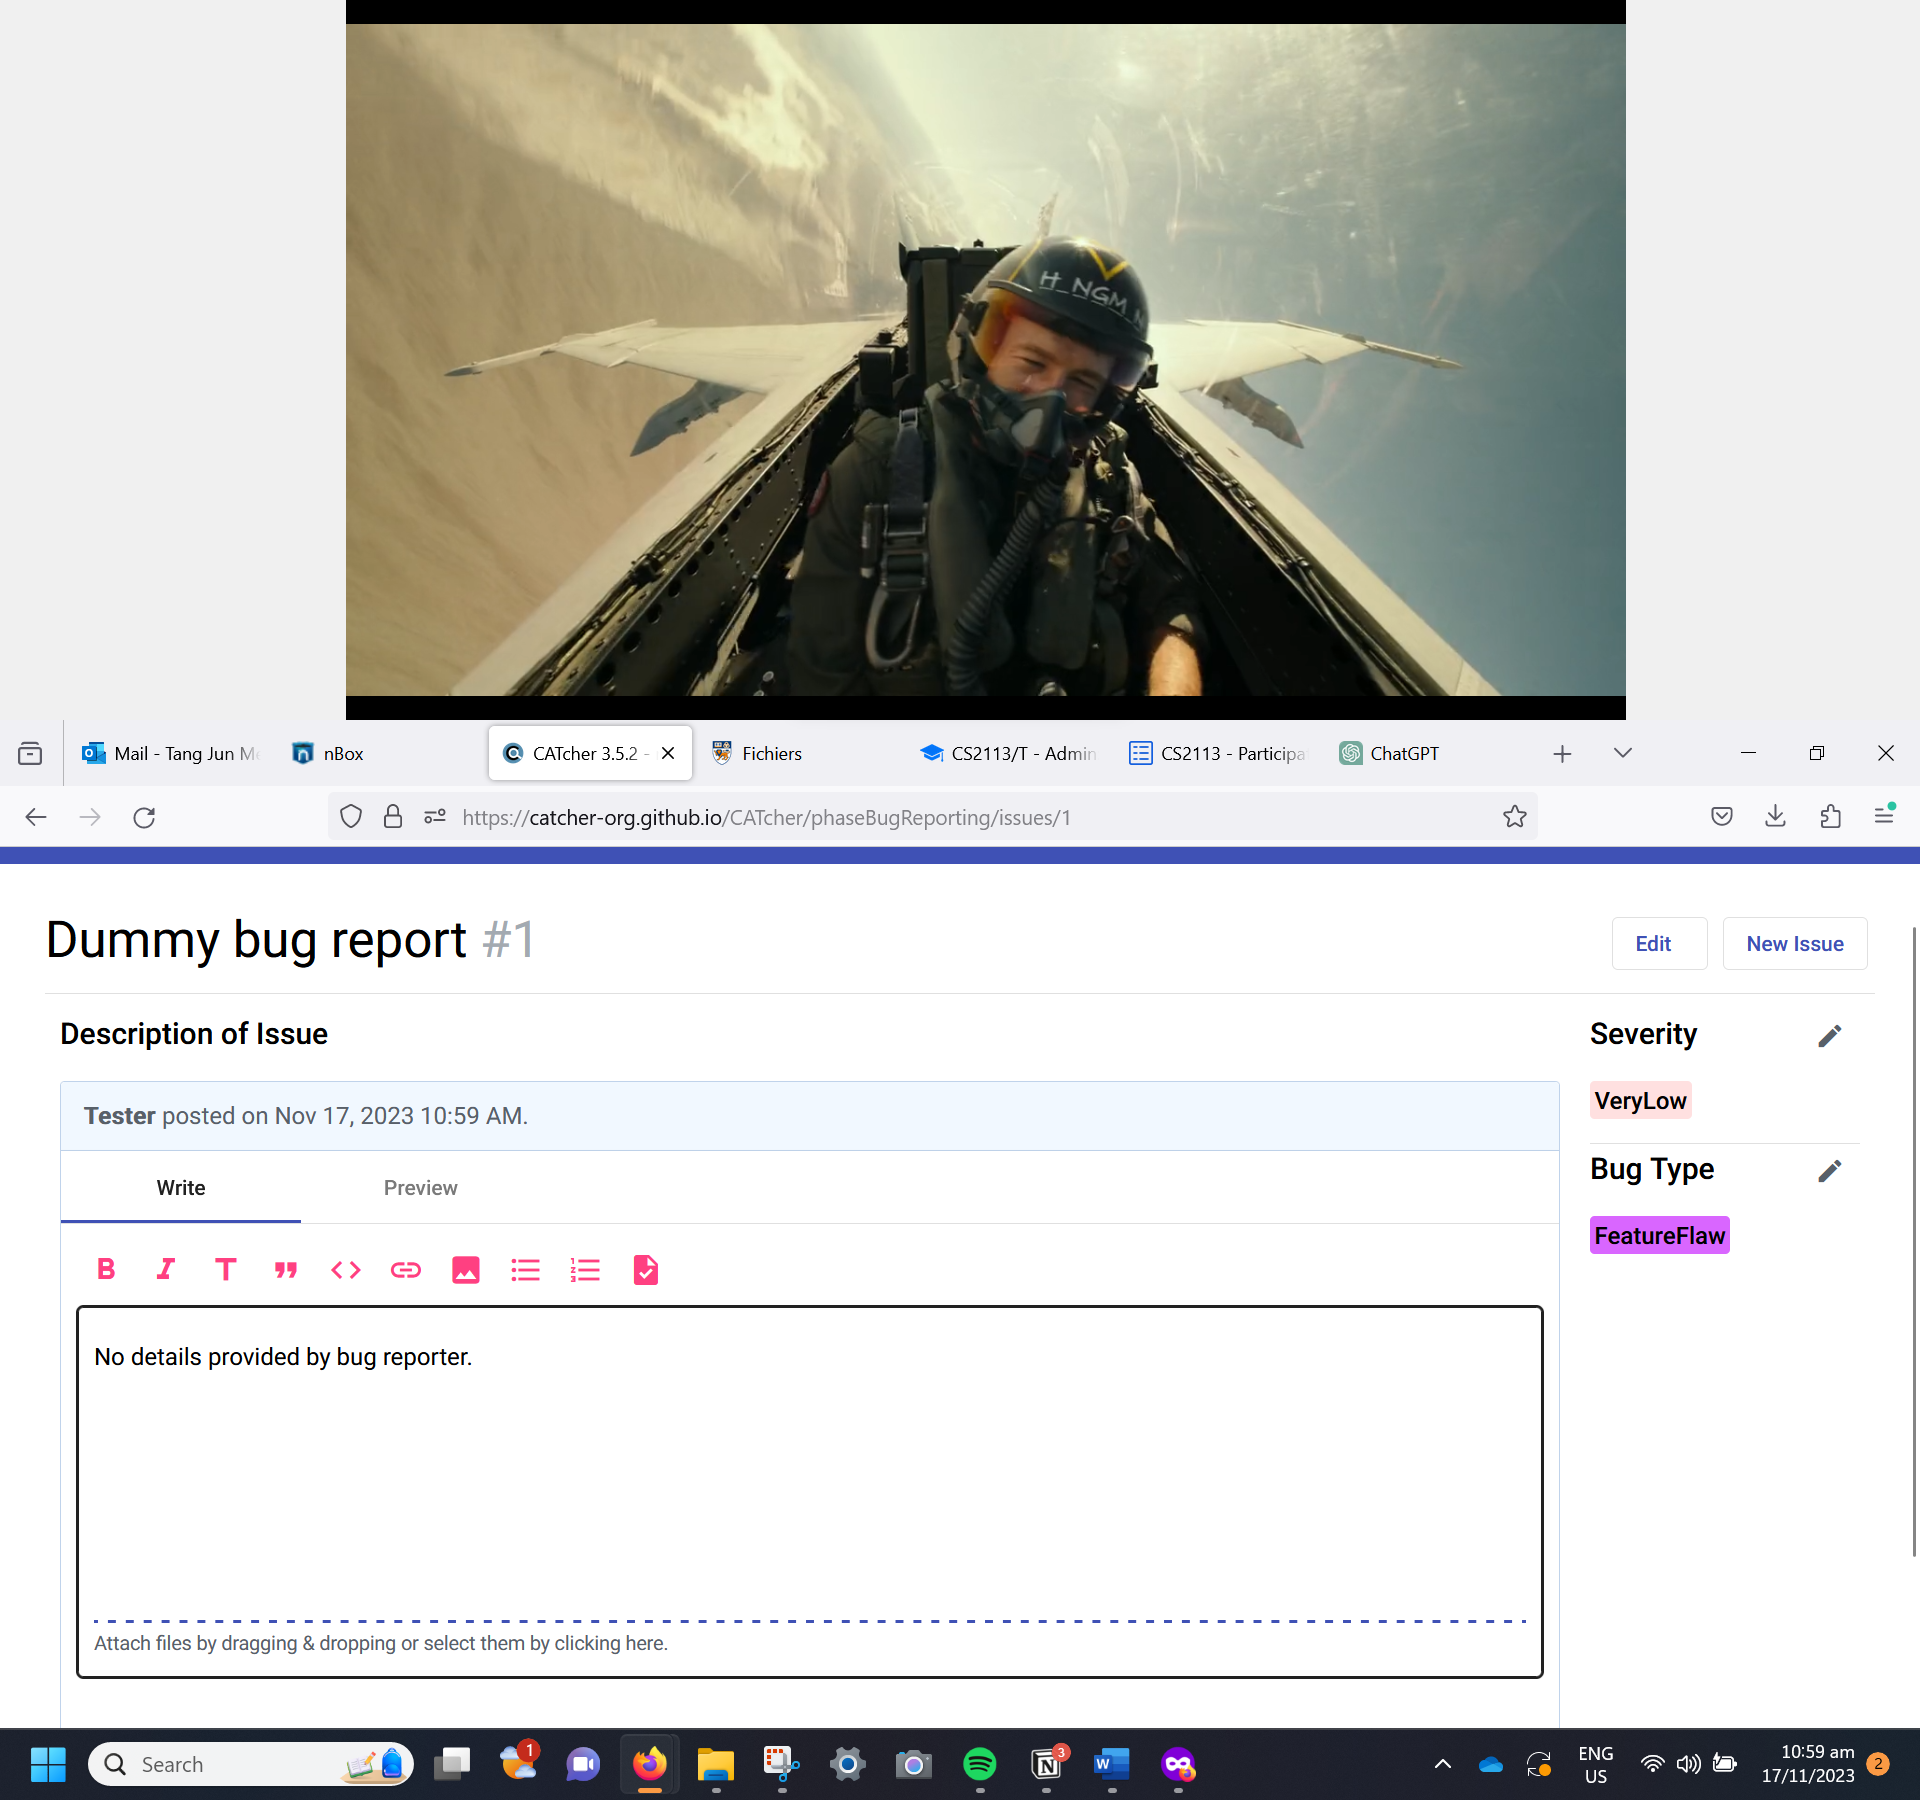 H_NGM_N
Mail - Tang Jun M
nBox
CATcher 3.5.2 -
Fichiers
CS2113/T - Admin
CS2113 - Participa
ChatGPT
https://catcher-org.github.io/CATcher/phaseBugReporting/issues/1
Dummy bug report #1
Edit
New Issue
Description of Issue
Severity
Tester posted on Nov 17, 2023 10:59 AM.
VeryLow
Write
Preview
Bug Type
FeatureFlaw
No details provided by bug reporter.
Attach files by dragging & dropping or select them by clicking here.
Search
1
3
ENG
US
10:59 am
17/11/2023
2